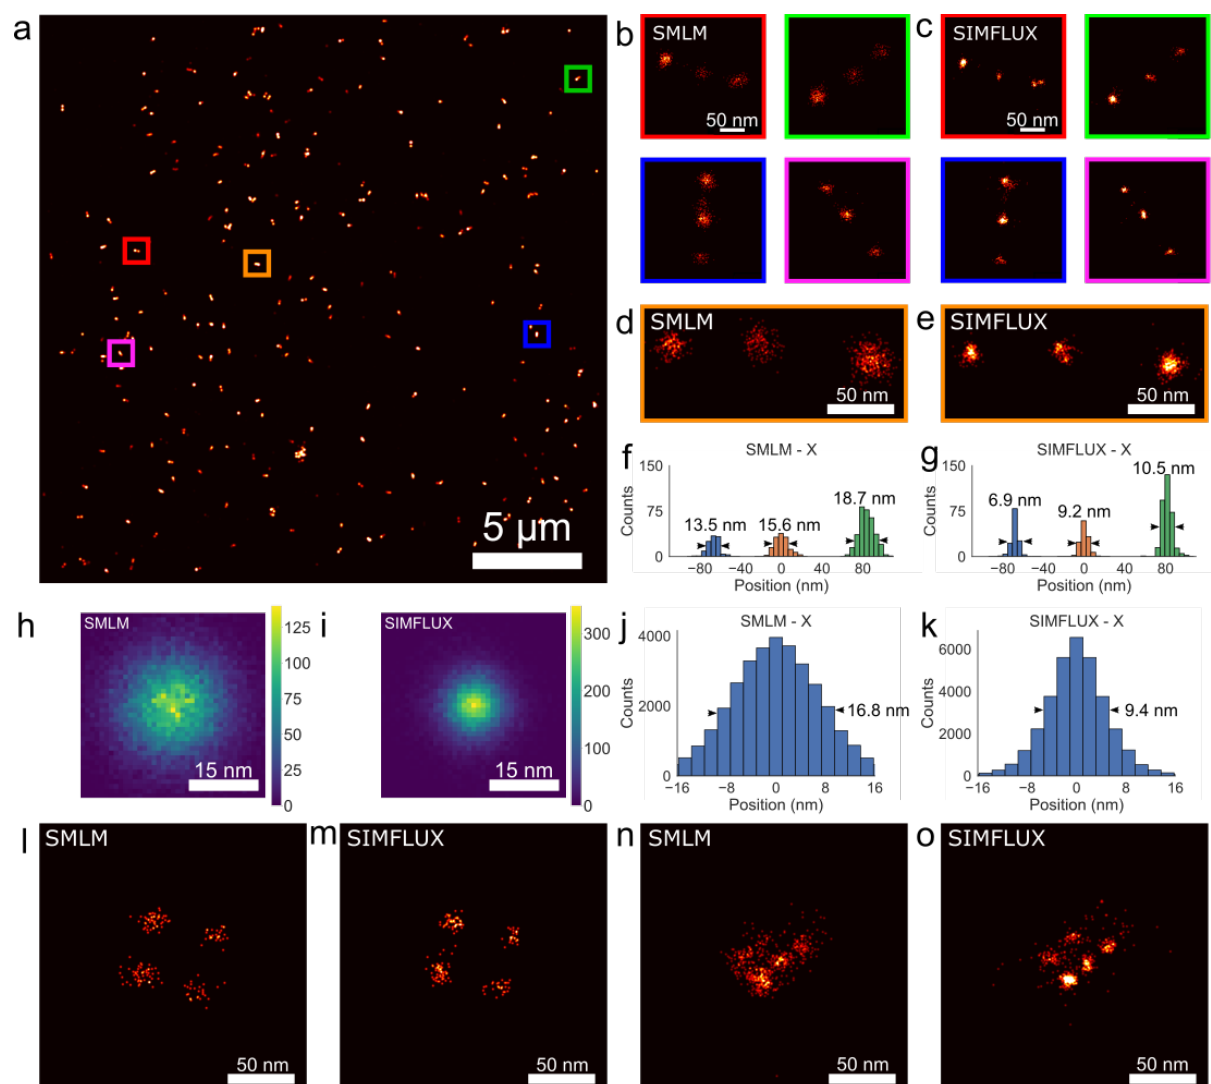 a
5 µm
b
SMLM
50 nm
c
SIMFLUX
50 nm
d
SMLM
50 nm
e
SIMFLUX
50 nm
f
SMLM - X
150
75
0
Counts
13.5 nm
15.6 nm
18.7 nm
−80
−40
0
40
80
Position (nm)
g
SIMFLUX - X
150
75
0
Counts
6.9 nm
9.2 nm
10.5 nm
−80
−40
0
40
80
Position (nm)
h
SMLM
15 nm
125
100
75
50
25
0
i
SIMFLUX
15 nm
300
200
100
0
j
SMLM - X
4000
2000
0
Counts
16.8 nm
−16
−8
0
8
16
Position (nm)
k
SIMFLUX - X
6000
4000
2000
0
Counts
9.4 nm
−16
−8
0
8
16
Position (nm)
l
SMLM
50 nm
m
SIMFLUX
50 nm
n
SMLM
50 nm
o
SIMFLUX
50 nm